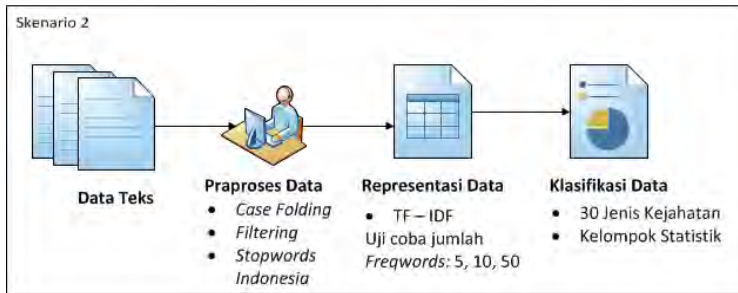 Skenario 2
Data Teks
Praproses Data
• Case Folding
• Filtering
• Stopwords
Indonesia
Representasi Data
• TF – IDF
Uji coba jumlah
Freqwords: 5, 10, 50
Klasifikasi Data
• 30 Jenis Kejahatan
• Kelompok Statistik